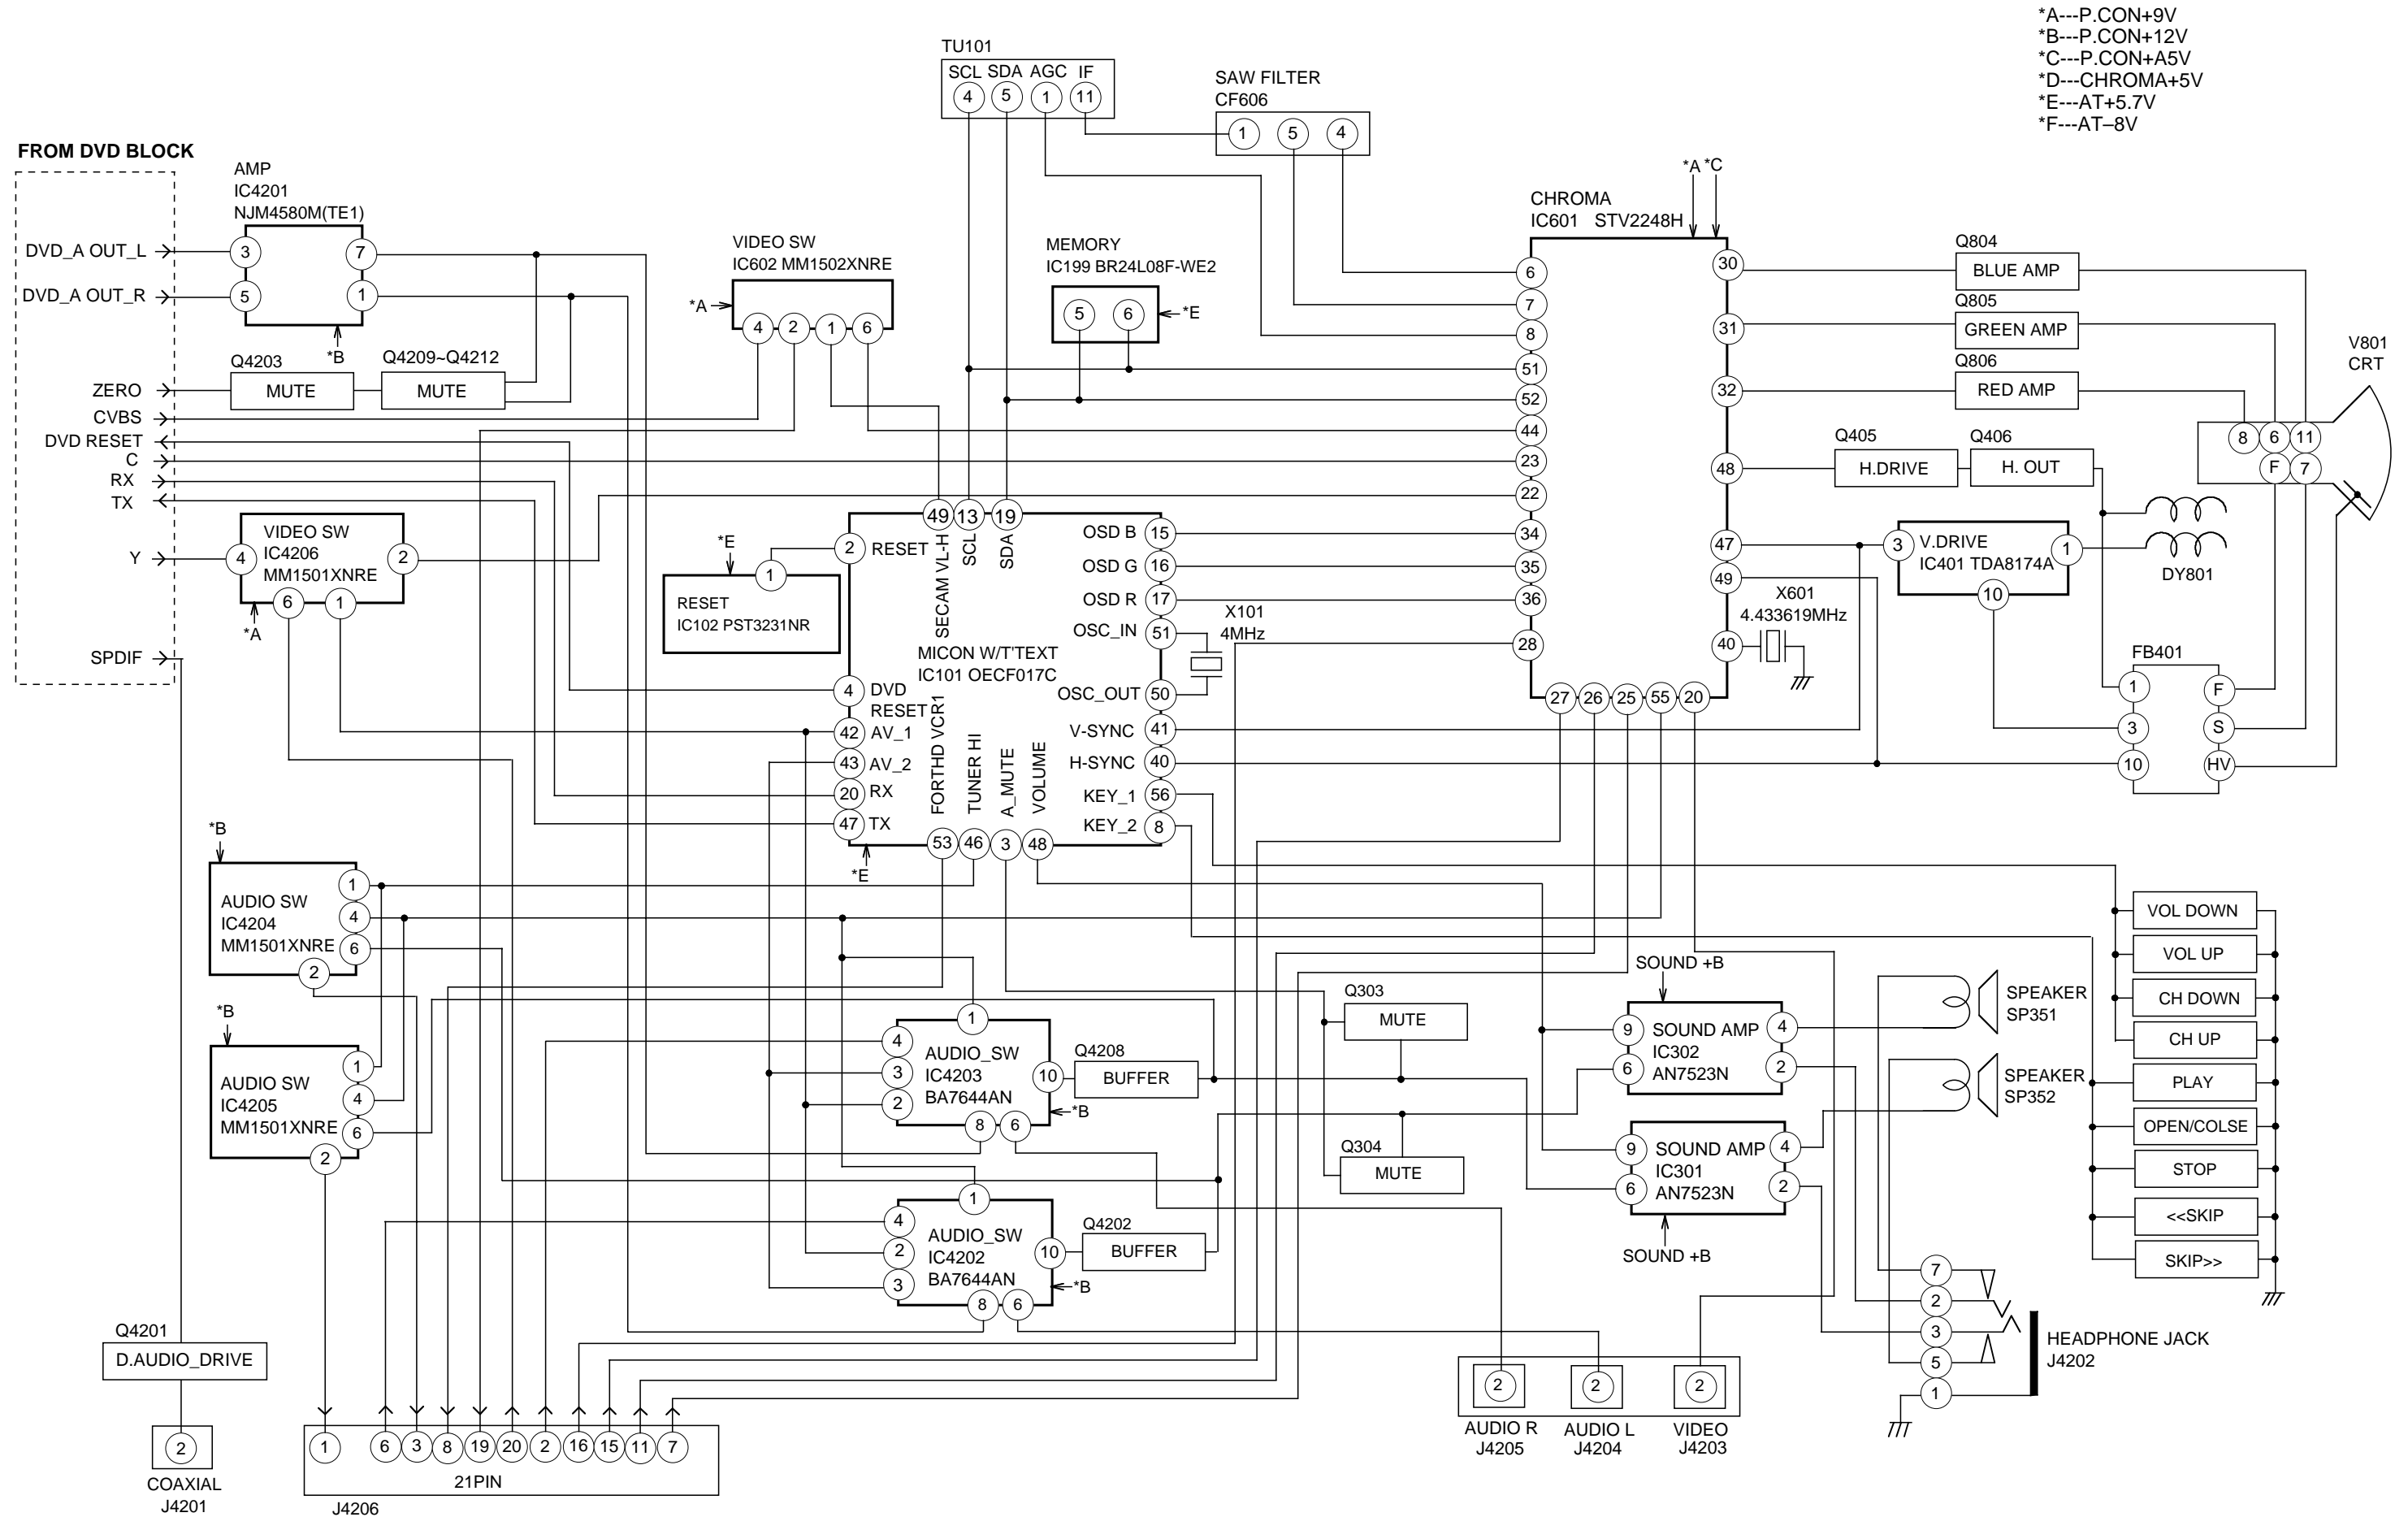 *A---P.CON+9V
*B---P.CON+12V
*C---P.CON+A5V
*D---CHROMA+5V
*E---AT+5.7V
*F---AT–8V
TU101
SCL SDA AGC IF
4 5 1 11
SAW FILTER
CF606
1 5 4
FROM DVD BLOCK
DVD_A OUT_L
DVD_A OUT_R
ZERO
CVBS
DVD RESET
C
RX
TX
Y
SPDIF
AMP
IC4201
NJM4580M(TE1)
3 7
5 1
*B
Q4203
MUTE
Q4209~Q4212
MUTE
VIDEO SW
IC4206
MM1501XNRE
4 2
6 1
*A
VIDEO SW
IC602 MM1502XNRE
*A
4 2 1 6
MEMORY
IC199 BR24L08F-WE2
5 6
*E
CHROMA
IC601 STV2248H
*A *C
6
7
8
51
52
44
23
22
34
35
36
28
30
31
32
48
47
49
40
27 26 25 55 20
Q804
BLUE AMP
Q805
GREEN AMP
Q806
RED AMP
V801
CRT
8 6 11
F 7
Q405
H.DRIVE
Q406
H. OUT
3
V.DRIVE
IC401 TDA8174A
1
10
DY801
X601
4.433619MHz
FB401
1 F
3 S
10 HV
*E
1
RESET
IC102 PST3231NR
49 13 19
SECAM VL-H
SCL
SDA
2 RESET
4 DVD
RESET
42 AV_1
43 AV_2
20 RX
47 TX
*E
MICON W/T'TEXT
IC101 OECF017C
OSD B 15
OSD G 16
OSD R 17
OSC_IN 51
OSC_OUT 50
V-SYNC 41
H-SYNC 40
KEY_1 56
KEY_2 8
FORTHD VCR1
TUNER HI
A_MUTE
VOLUME
53 46 3 48
X101
4MHz
*B
AUDIO SW
IC4204
MM1501XNRE
1
4
6
2
*B
AUDIO SW
IC4205
MM1501XNRE
1
4
6
2
1
4
3
2
AUDIO_SW
IC4203
BA7644AN
10
8 6
*B
Q4208
BUFFER
1
4
2
3
AUDIO_SW
IC4202
BA7644AN
10
8 6
*B
Q4202
BUFFER
Q303
MUTE
Q304
MUTE
SOUND +B
9
6
SOUND AMP
IC302
AN7523N
4
2
9
6
SOUND AMP
IC301
AN7523N
4
2
SOUND +B
SPEAKER
SP351
SPEAKER
SP352
VOL DOWN
VOL UP
CH DOWN
CH UP
PLAY
OPEN/COLSE
STOP
<<SKIP
SKIP>>
7
2
3
5
1
HEADPHONE JACK
J4202
Q4201
D.AUDIO_DRIVE
2
COAXIAL
J4201
1 6 3 8 19 20 2 16 15 11 7
21PIN
J4206
2 2 2
AUDIO R
J4205
AUDIO L
J4204
VIDEO
J4203